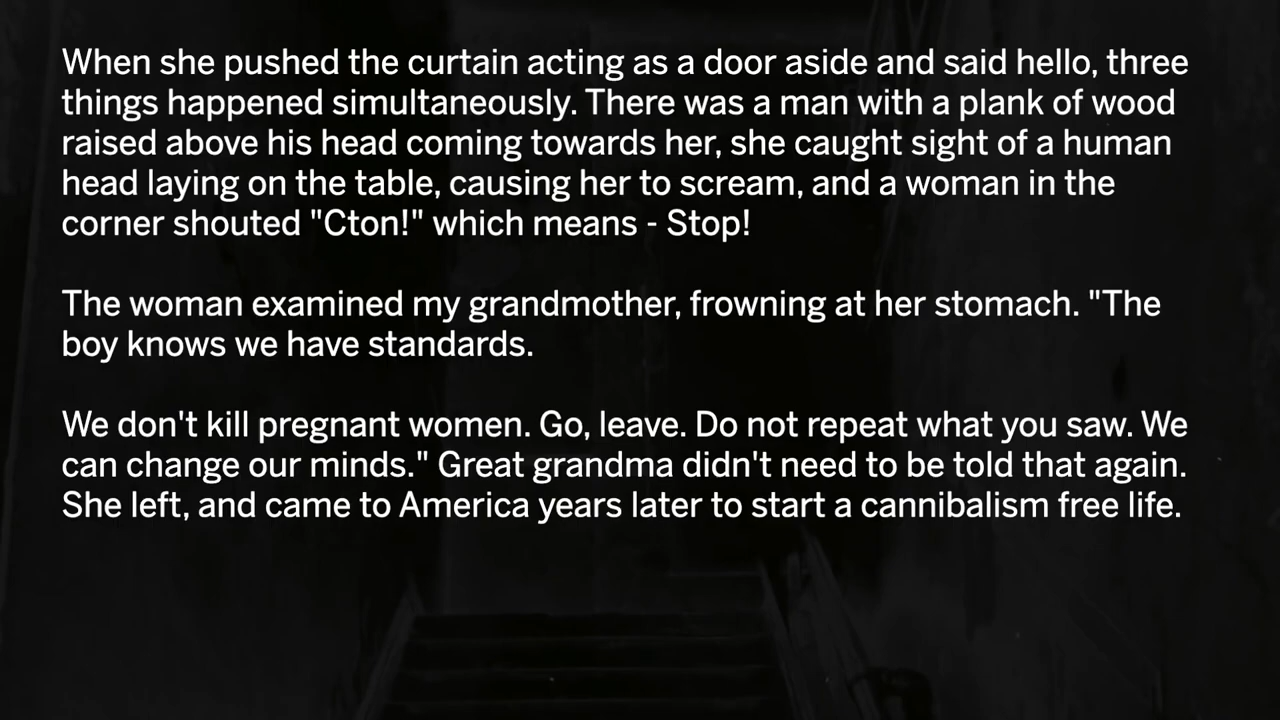 When she pushed the curtain acting as a door aside and said hello, three
things happened simultaneously. There was a man with a plank of wood
raised above his head coming towards her, she caught sight of a human
head laying on the table, causing her to scream, and a woman in the
corner shouted "Cton!" which means - Stop!
The woman examined my grandmother, frowning at her stomach. "The
boy knows we have standards.
We don't kill pregnant women. Go, leave. Do not repeat what you saw. We
can change our minds." Great grandma didn't need to be told that again.
She left, and came to America years later to start a cannibalism free life.